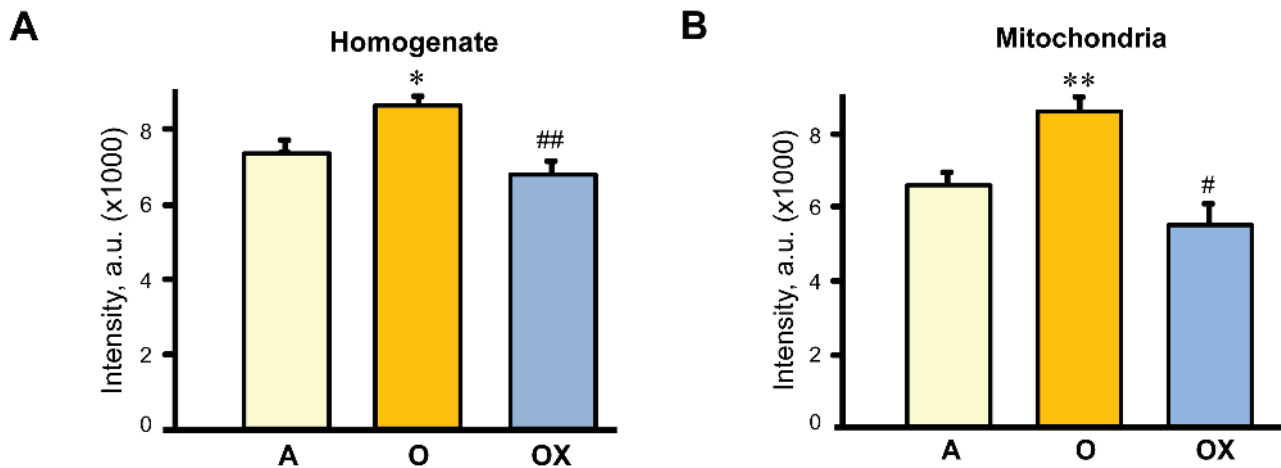 A
Homogenate
Intensity, a.u. (x1000)
8
6
4
2
0
*
##
A O OX
B
Mitochondria
Intensity, a.u. (x1000)
8
6
4
2
0
**
#
A O OX